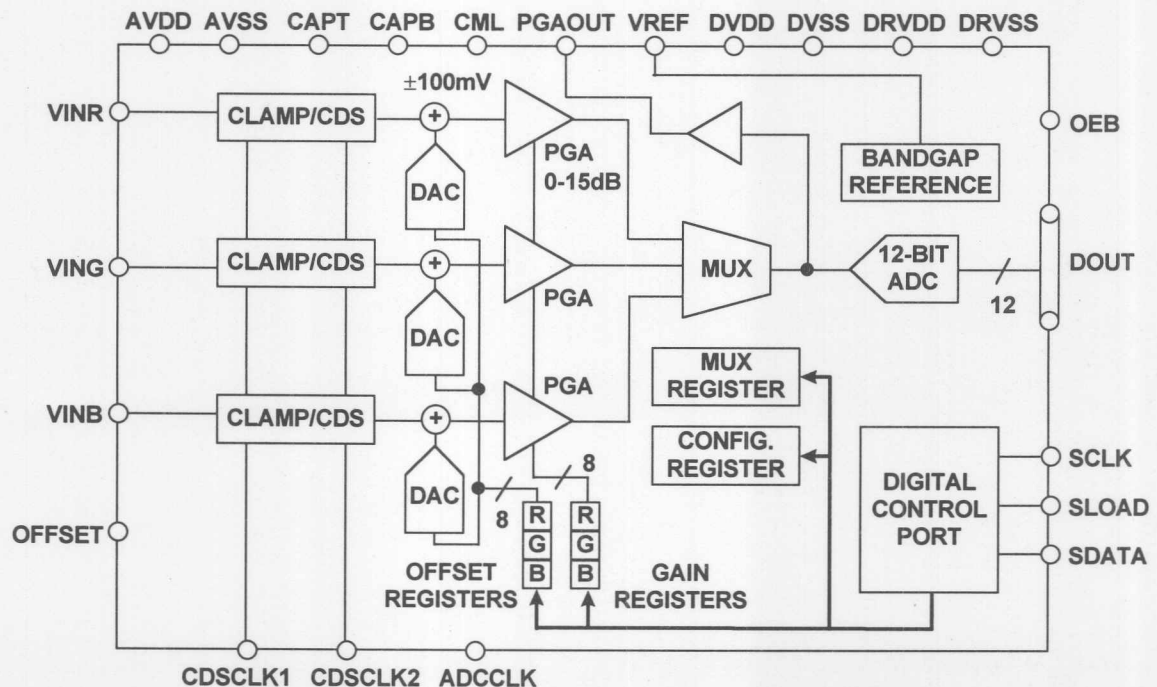 AVDD AVSS CAPT CAPB CML PGAOUT VREF DVDD DVSS DRVDD DRVSS
±100mV
VINR
CLAMP/CDS
+
PGA
0-15dB
DAC
BANDGAP
REFERENCE
OEB
VING
CLAMP/CDS
+
PGA
DAC
MUX
12-BIT
ADC
12
DOUT
MUX
REGISTER
VINB
CLAMP/CDS
+
PGA
DAC
CONFIG.
REGISTER
8
8
DIGITAL
CONTROL
PORT
SCLK
SLOAD
SDATA
OFFSET
R
G
B
R
G
B
OFFSET
REGISTERS
GAIN
REGISTERS
CDSCLK1 CDSCLK2 ADCCLK